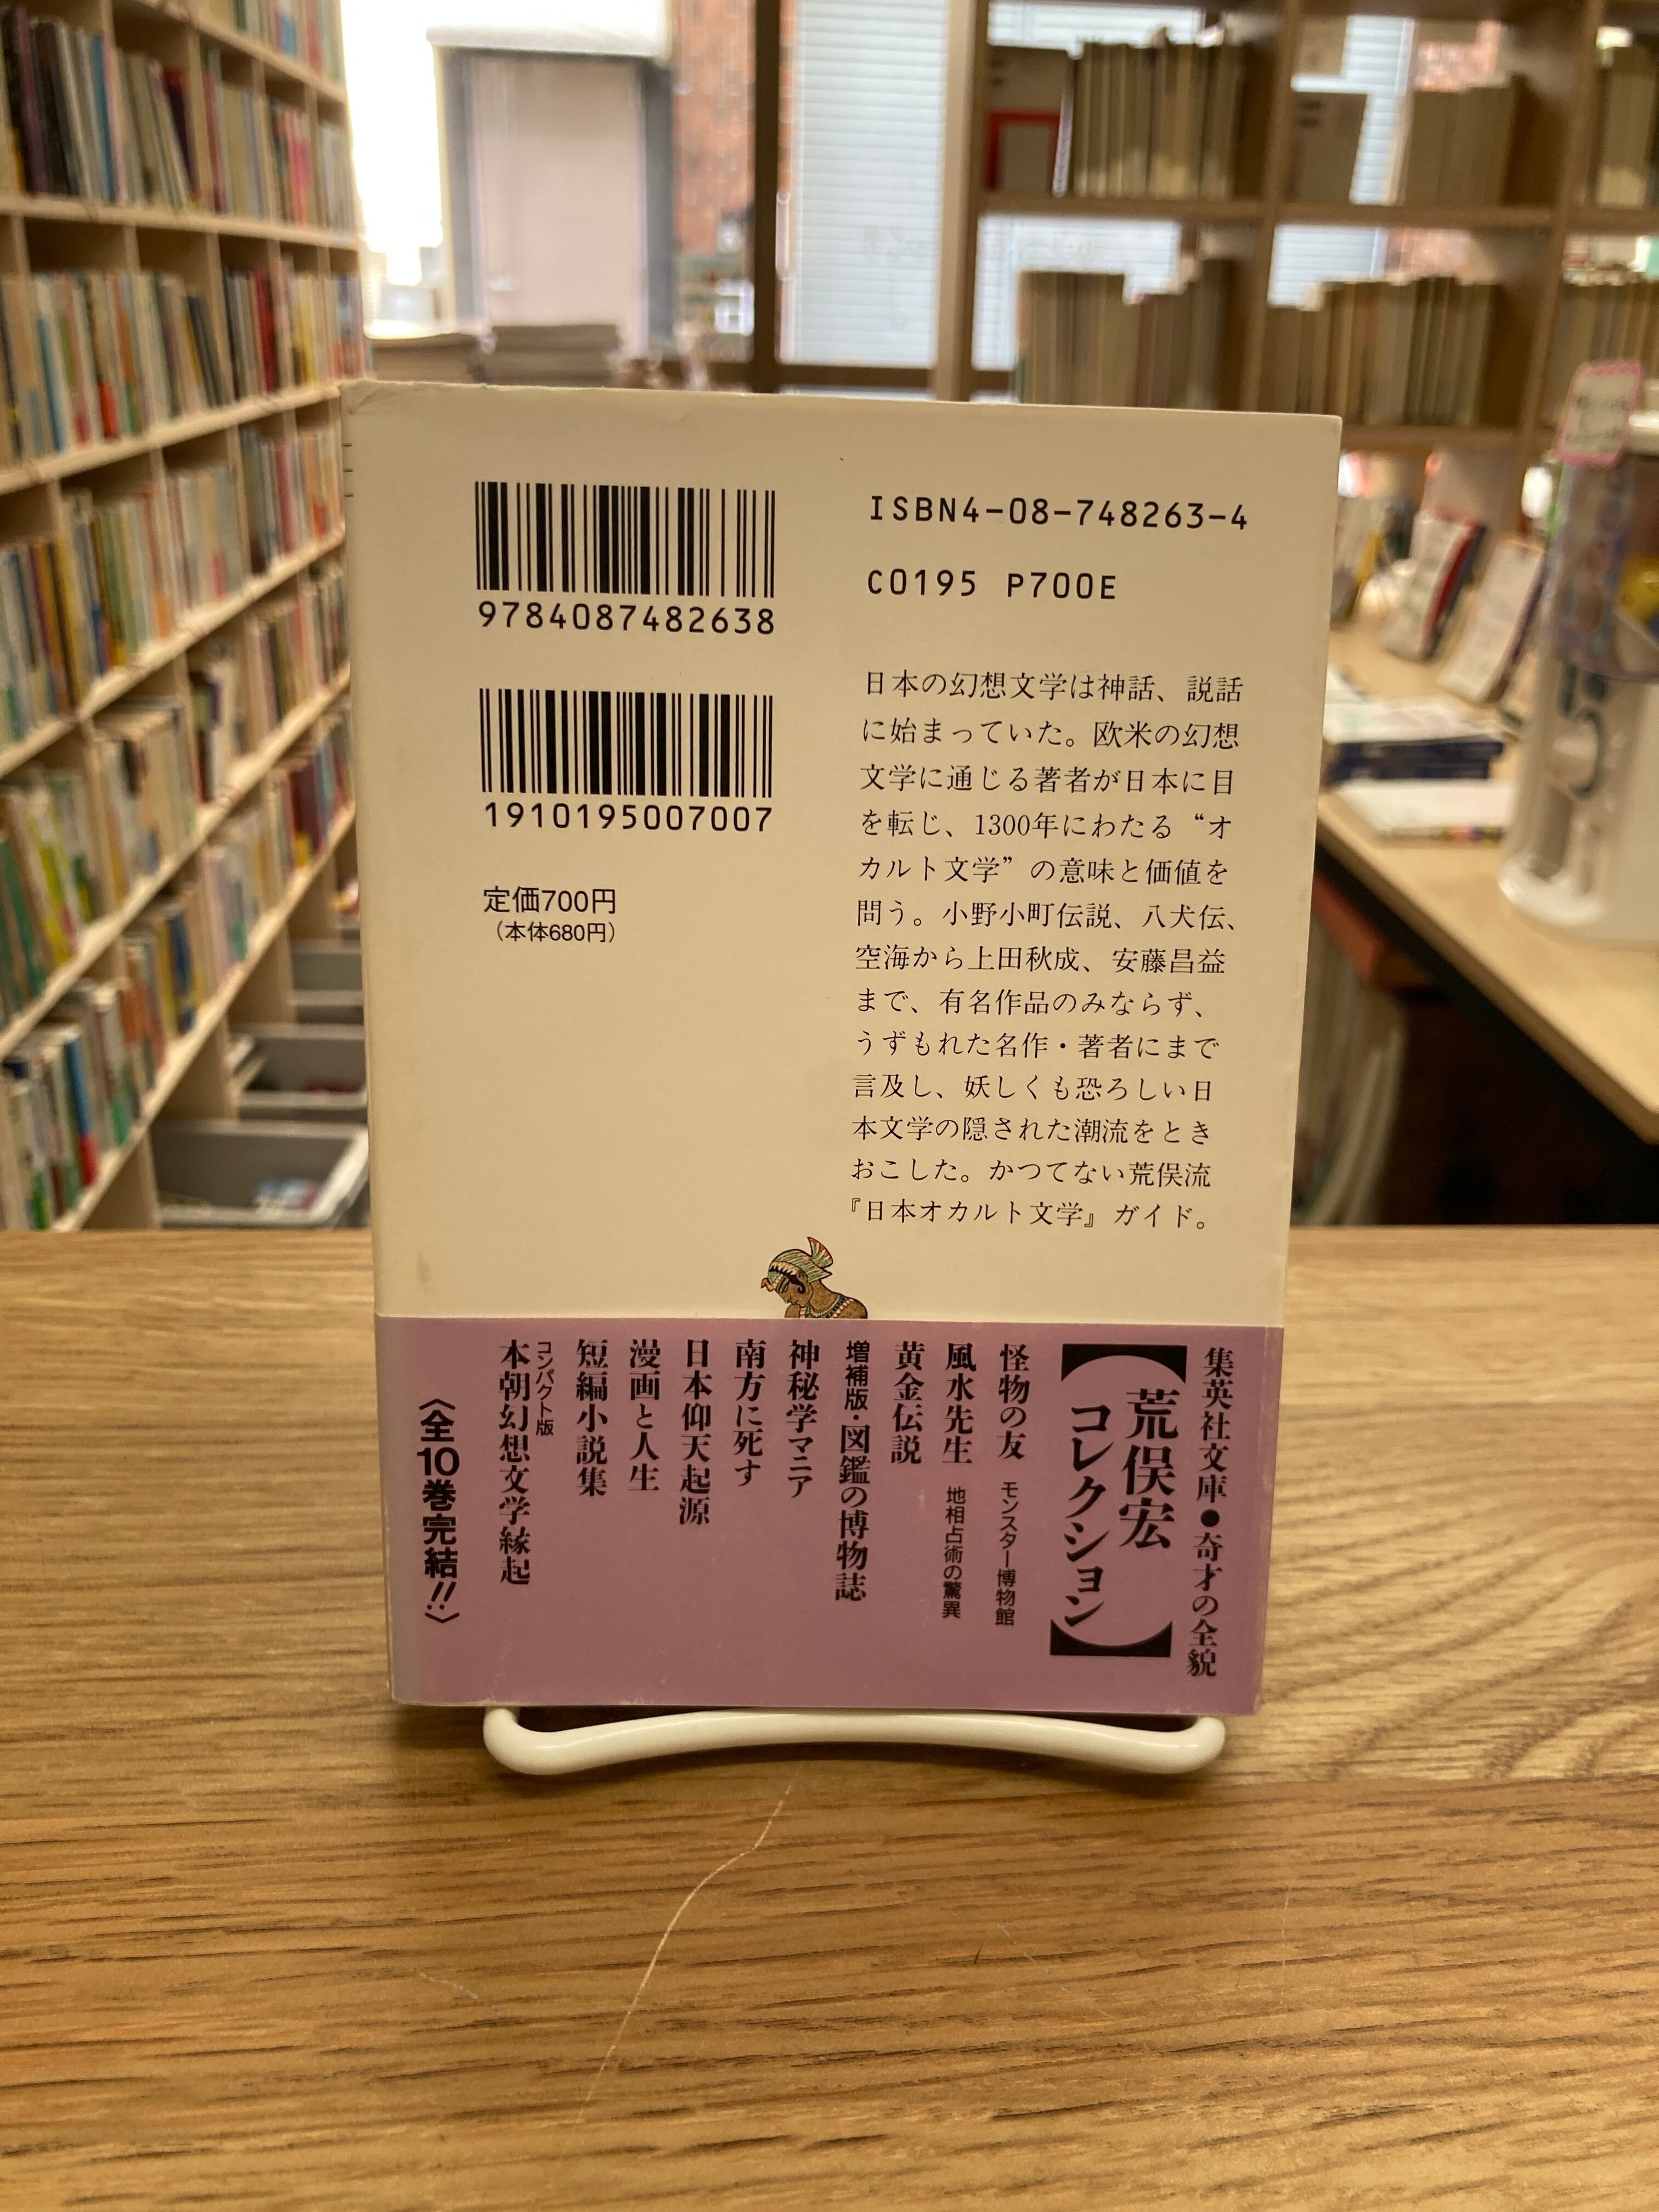 ISBN4-08-748263-4
C0195 P700E
9784087482638
1910195007007
定価700円
（本体680円）
日本の幻想文学は神話、説話
に始まっていた。欧米の幻想
文学に通じる著者が日本に目
を転じ、1300年にわたる“オ
カルト文学”の意味と価値を
問う。小野小町伝説、八犬伝、
空海から上田秋成、安藤昌益
まで、有名作品のみならず、
うずもれた名作・著者にまで
言及し、妖しくも恐ろしい日
本文学の隠された潮流をとき
おこした。かつてない荒俣流
『日本オカルト文学』ガイド。
集英社文庫●奇才の全貌
【荒俣宏
コレクション】
怪物の友 モンスター博物館
風水先生 地相占術の驚異
黄金伝説
増補版・図鑑の博物誌
神秘学マニア
南方に死す
日本仰天起源
漫画と人生
短編小説集
コンパクト版
本朝幻想文学縁起
〈全10巻完結!!〉